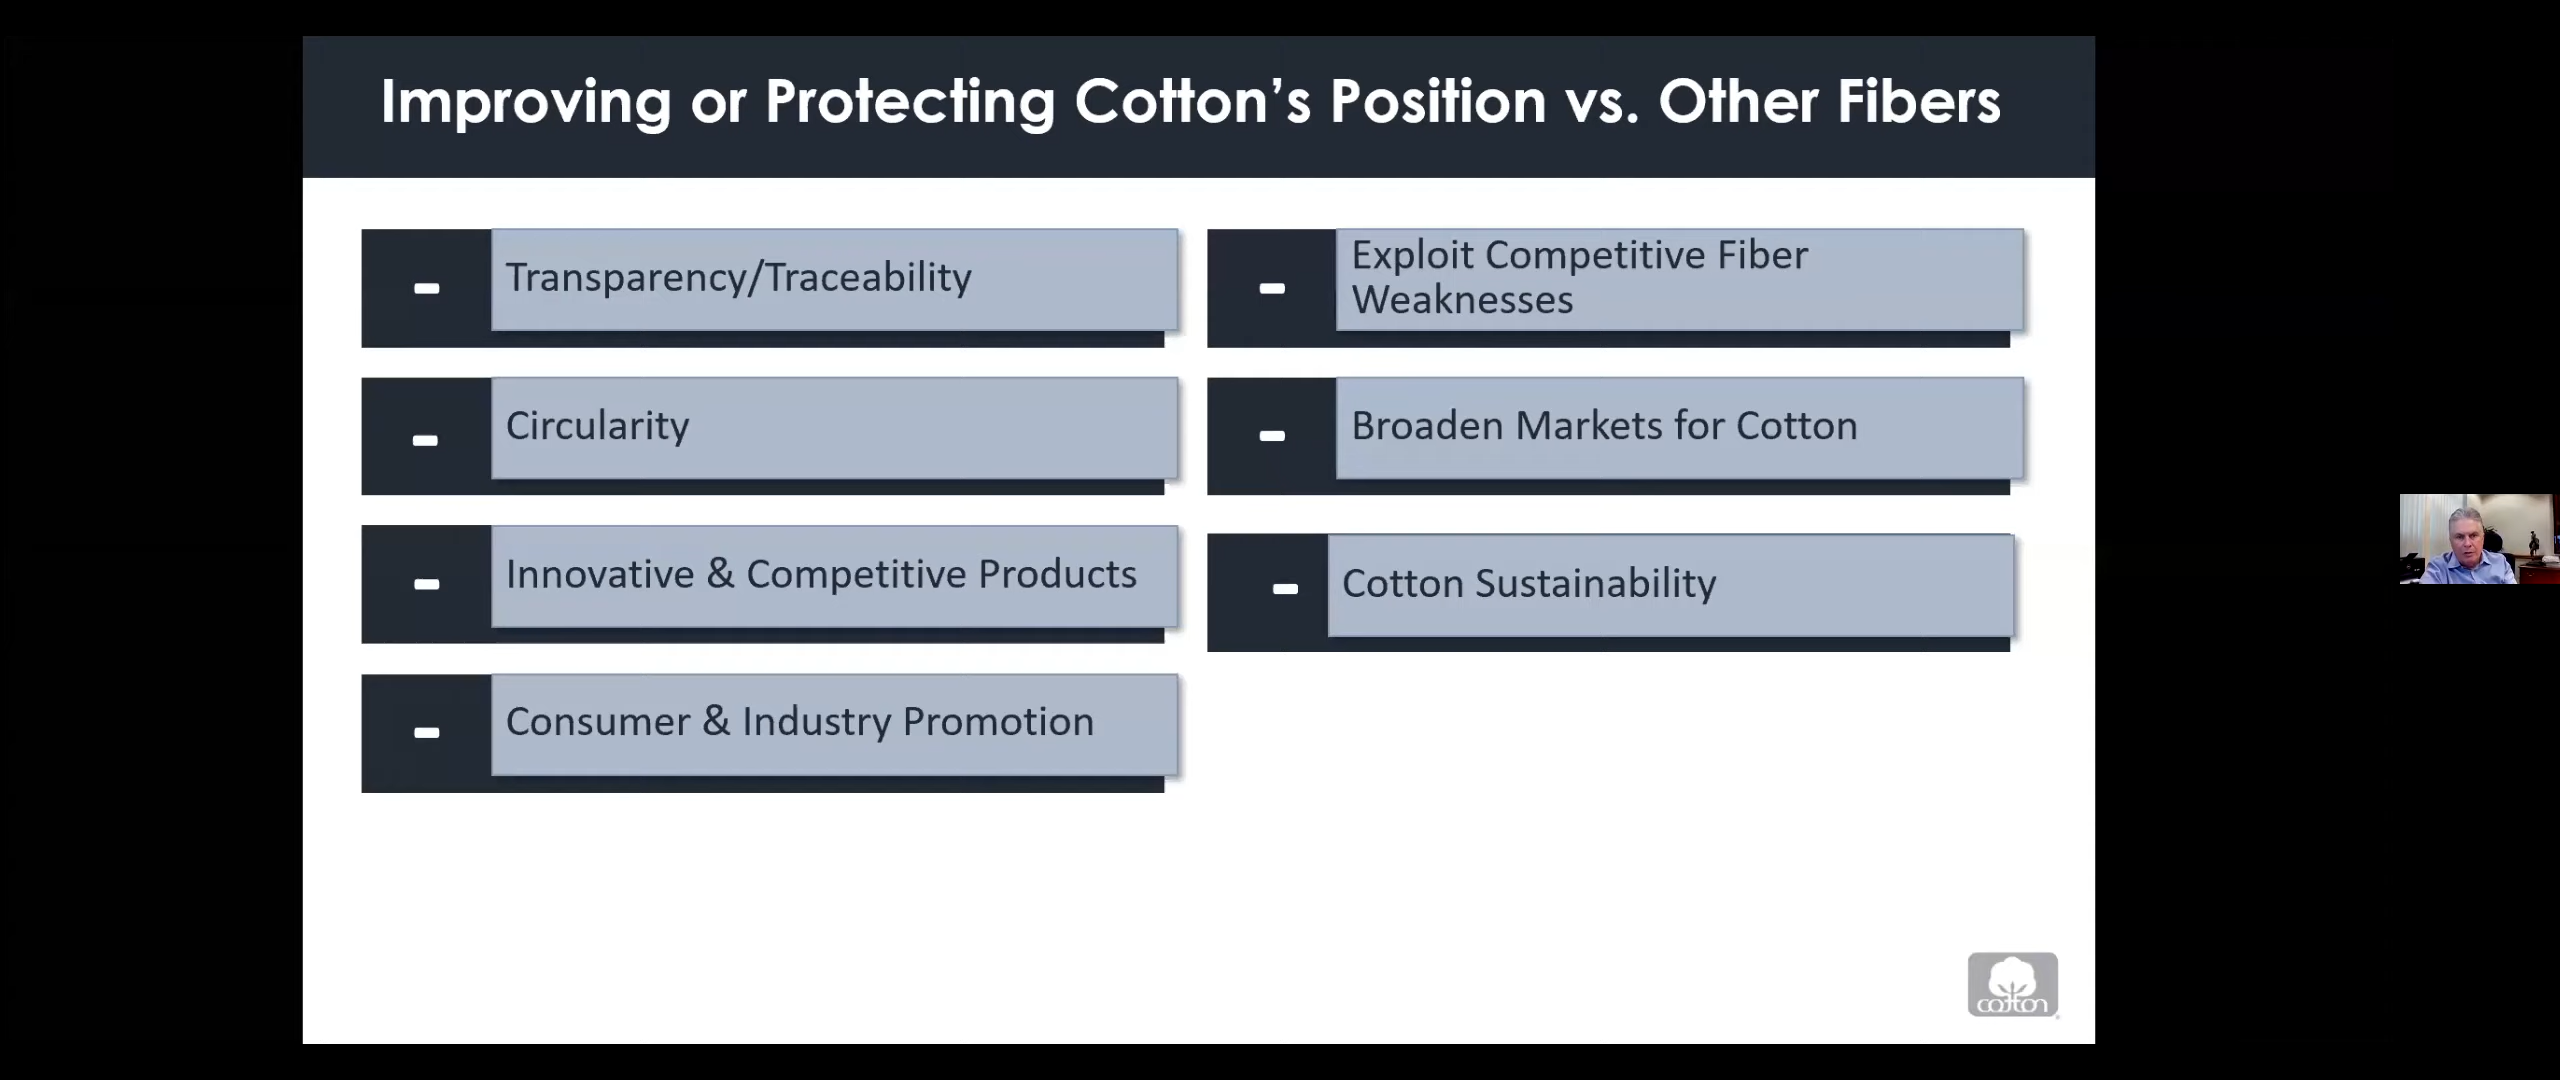 Improving or Protecting Cotton's Position vs. Other Fibers
- Transparency/Traceability
- Circularity
- Innovative & Competitive Products
- Consumer & Industry Promotion
- Exploit Competitive Fiber
Weaknesses
- Broaden Markets for Cotton
- Cotton Sustainability
cotton